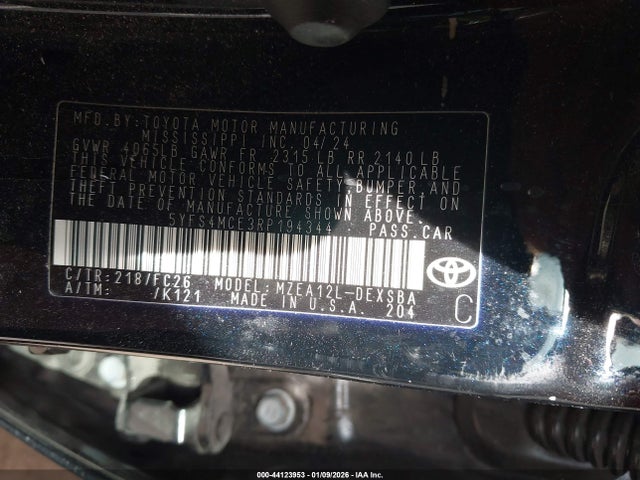 MFD. BY: TOYOTA MOTOR MANUFACTURING
MISSISSIPPI INC. 04/24
GVWR 4065LB GAWR FR 2315 LB RR 2140 LB
THIS VEHICLE CONFORMS TO ALL APPLICABLE
FEDERAL MOTOR VEHICLE SAFETY, BUMPER AND
THEFT PREVENTION STANDARDS IN EFFECT ON
THE DATE OF MANUFACTURE SHOWN ABOVE.
5YFS4MCE3RP194344 PASS. CAR
C/TR: 218/FC26 MODEL: MZEA12L-DEXSBA
A/TM: /K121 MADE IN U.S.A. 204
C
000-44123953 - 01/09/2026 - IAA Inc.